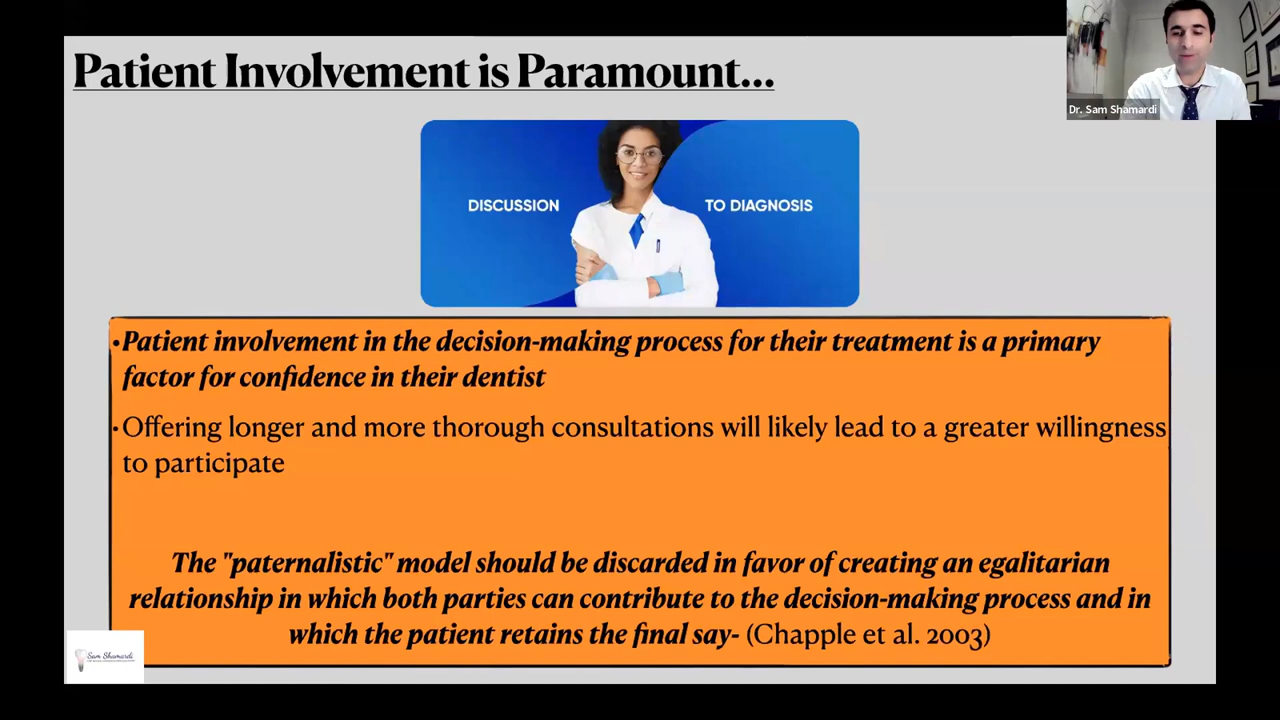 Patient Involvement is Paramount...
Dr. Sam Shamardi
DISCUSSION
TO DIAGNOSIS
•Patient involvement in the decision-making process for their treatment is a primary
factor for confidence in their dentist
•Offering longer and more thorough consultations will likely lead to a greater willingness
to participate
The "paternalistic" model should be discarded in favor of creating an egalitarian
relationship in which both parties can contribute to the decision-making process and in
which the patient retains the final say- (Chapple et al. 2003)
Sam Shamardi